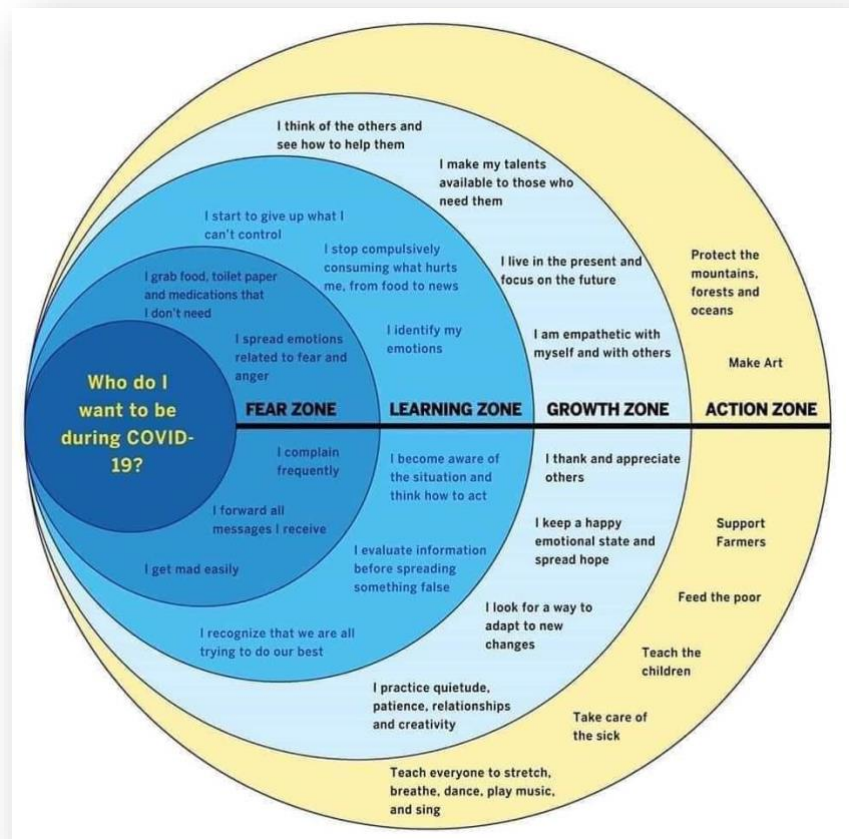 I think of the others and
see how to help them
I make my talents
available to those who
need them
I start to give up what I
can't control
I stop compulsively
consuming what hurts
me, from food to news
I live in the present and
focus on the future
Protect the
mountains,
forests and
oceans
I grab food, toilet paper
and medications that
I don't need
I spread emotions
related to fear and
anger
I identify my
emotions
I am empathetic with
myself and with others
Make Art
Who do I
want to be
during COVID-
19?
FEAR ZONE
LEARNING ZONE
GROWTH ZONE
ACTION ZONE
I complain
frequently
I become aware of
the situation and
think how to act
I thank and appreciate
others
I forward all
messages I receive
I keep a happy
emotional state and
spread hope
Support
Farmers
I get mad easily
I evaluate information
before spreading
something false
Feed the poor
I look for a way to
adapt to new
changes
I recognize that we are all
trying to do our best
Teach the
children
I practice quietude,
patience, relationships
and creativity
Take care of
the sick
Teach everyone to stretch,
breathe, dance, play music,
and sing